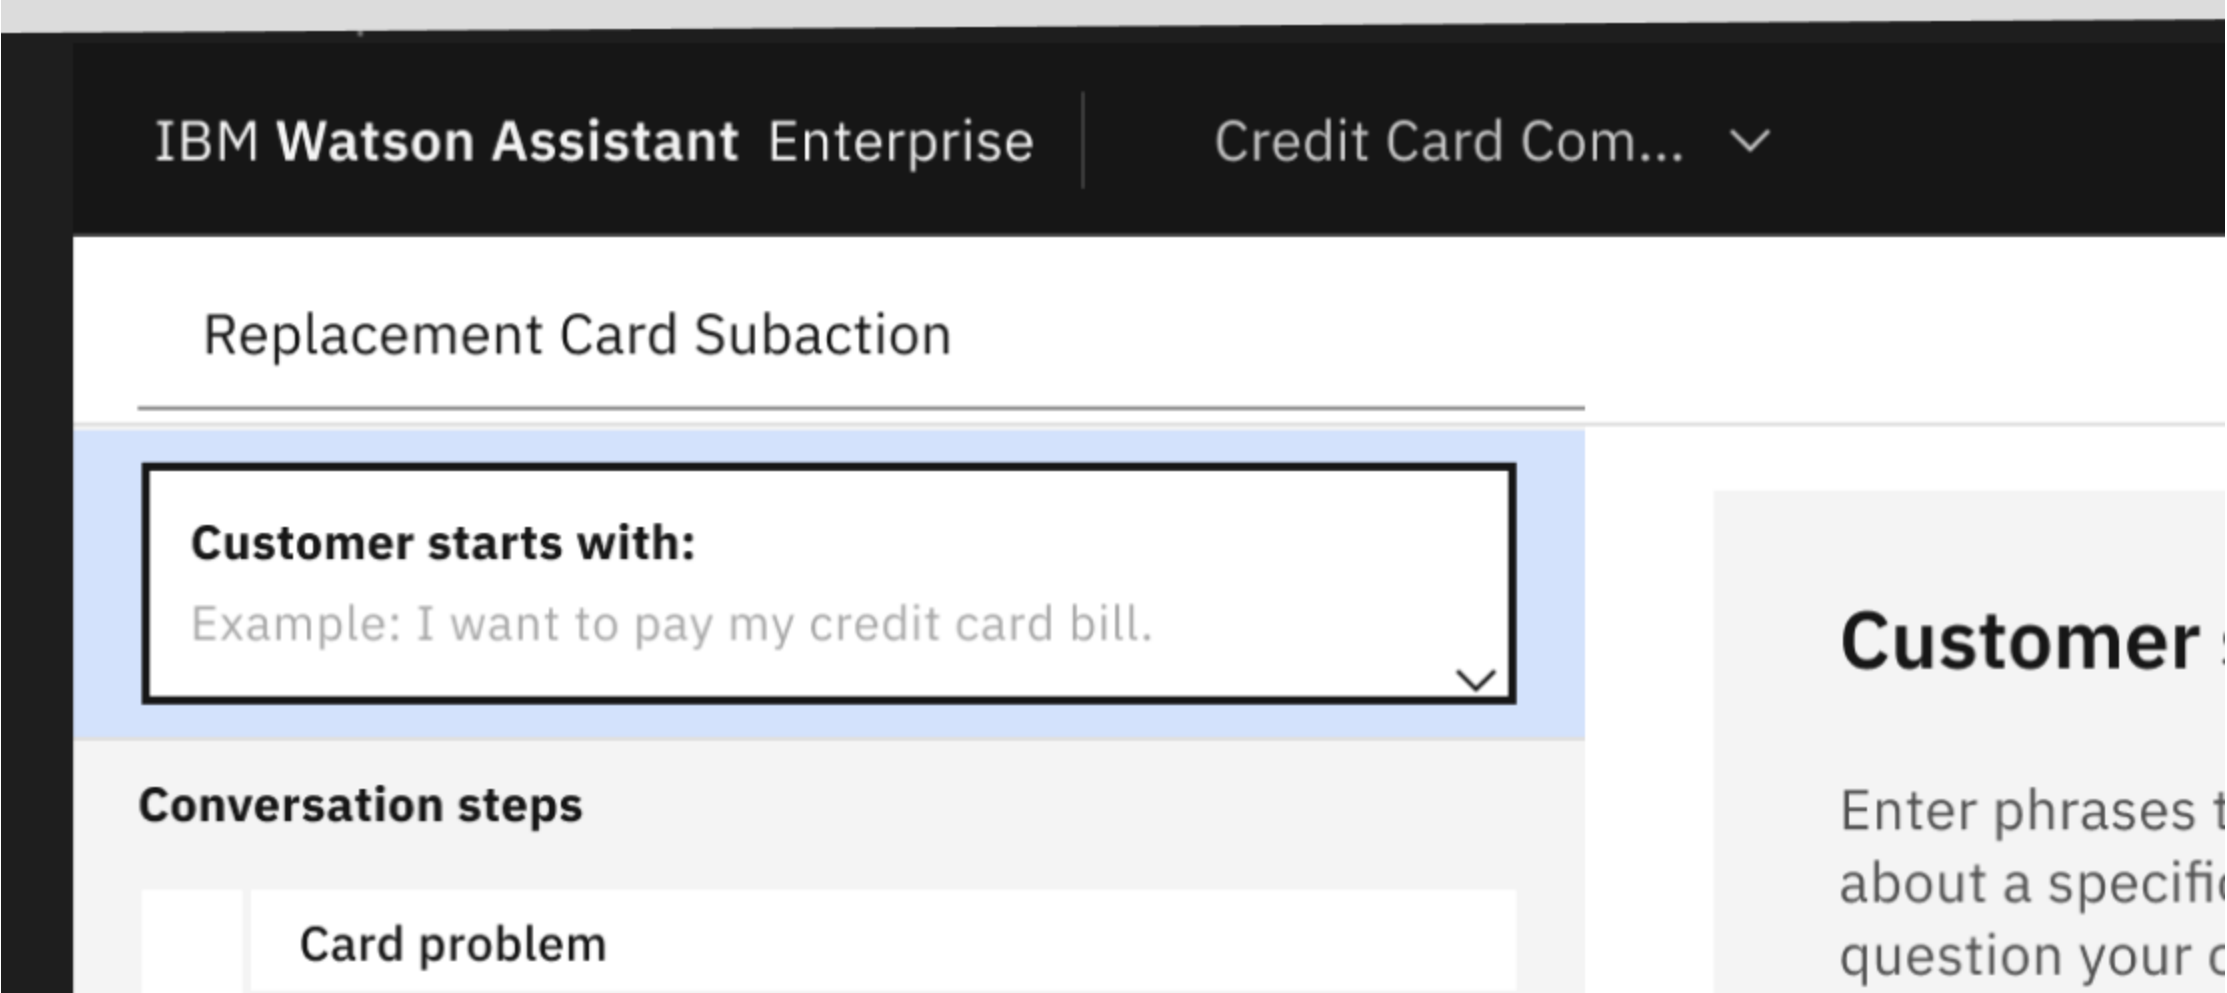 IBM Watson Assistant Enterprise
Credit Card Com...
Replacement Card Subaction
Customer starts with:
Example: I want to pay my credit card bill.
Conversation steps
Card problem
Customer
Enter phrases
about a
question your